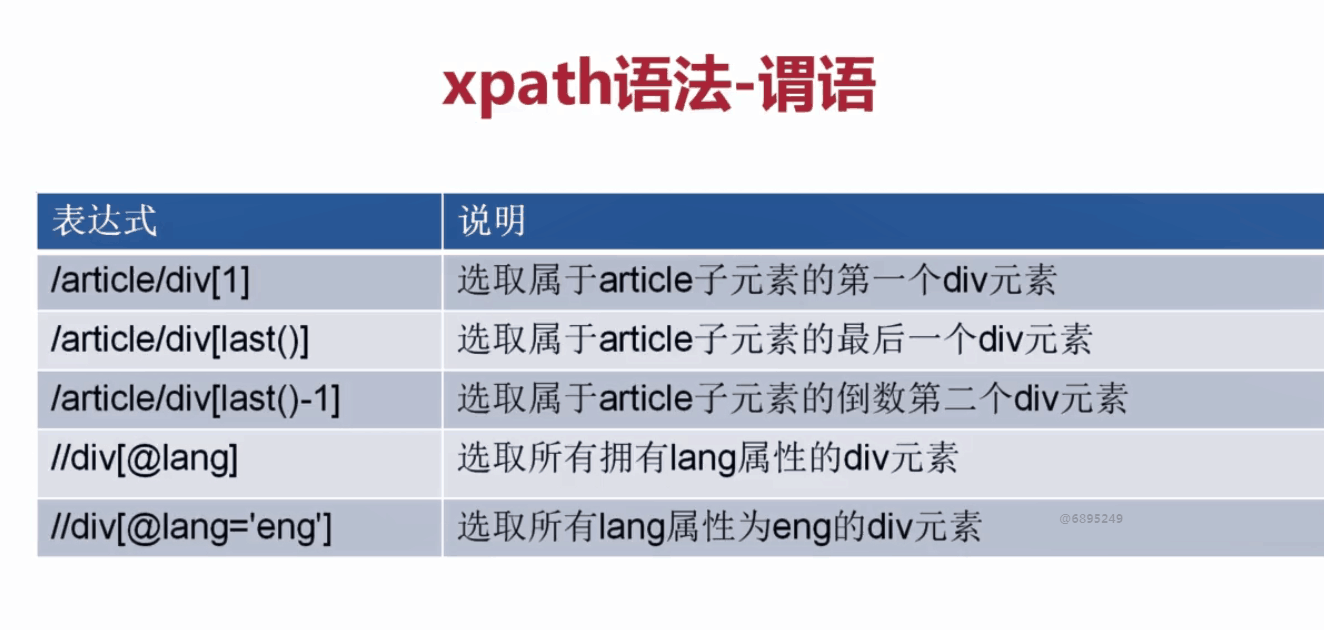 xpath语法-谓语
表达式 说明
/article/div[1] 选取属于article子元素的第一个div元素
/article/div[last()] 选取属于article子元素的最后一个div元素
/article/div[last()-1] 选取属于article子元素的倒数第二个div元素
//div[@lang] 选取所有拥有lang属性的div元素
//div[@lang='eng'] 选取所有lang属性为eng的div元素
@6895249